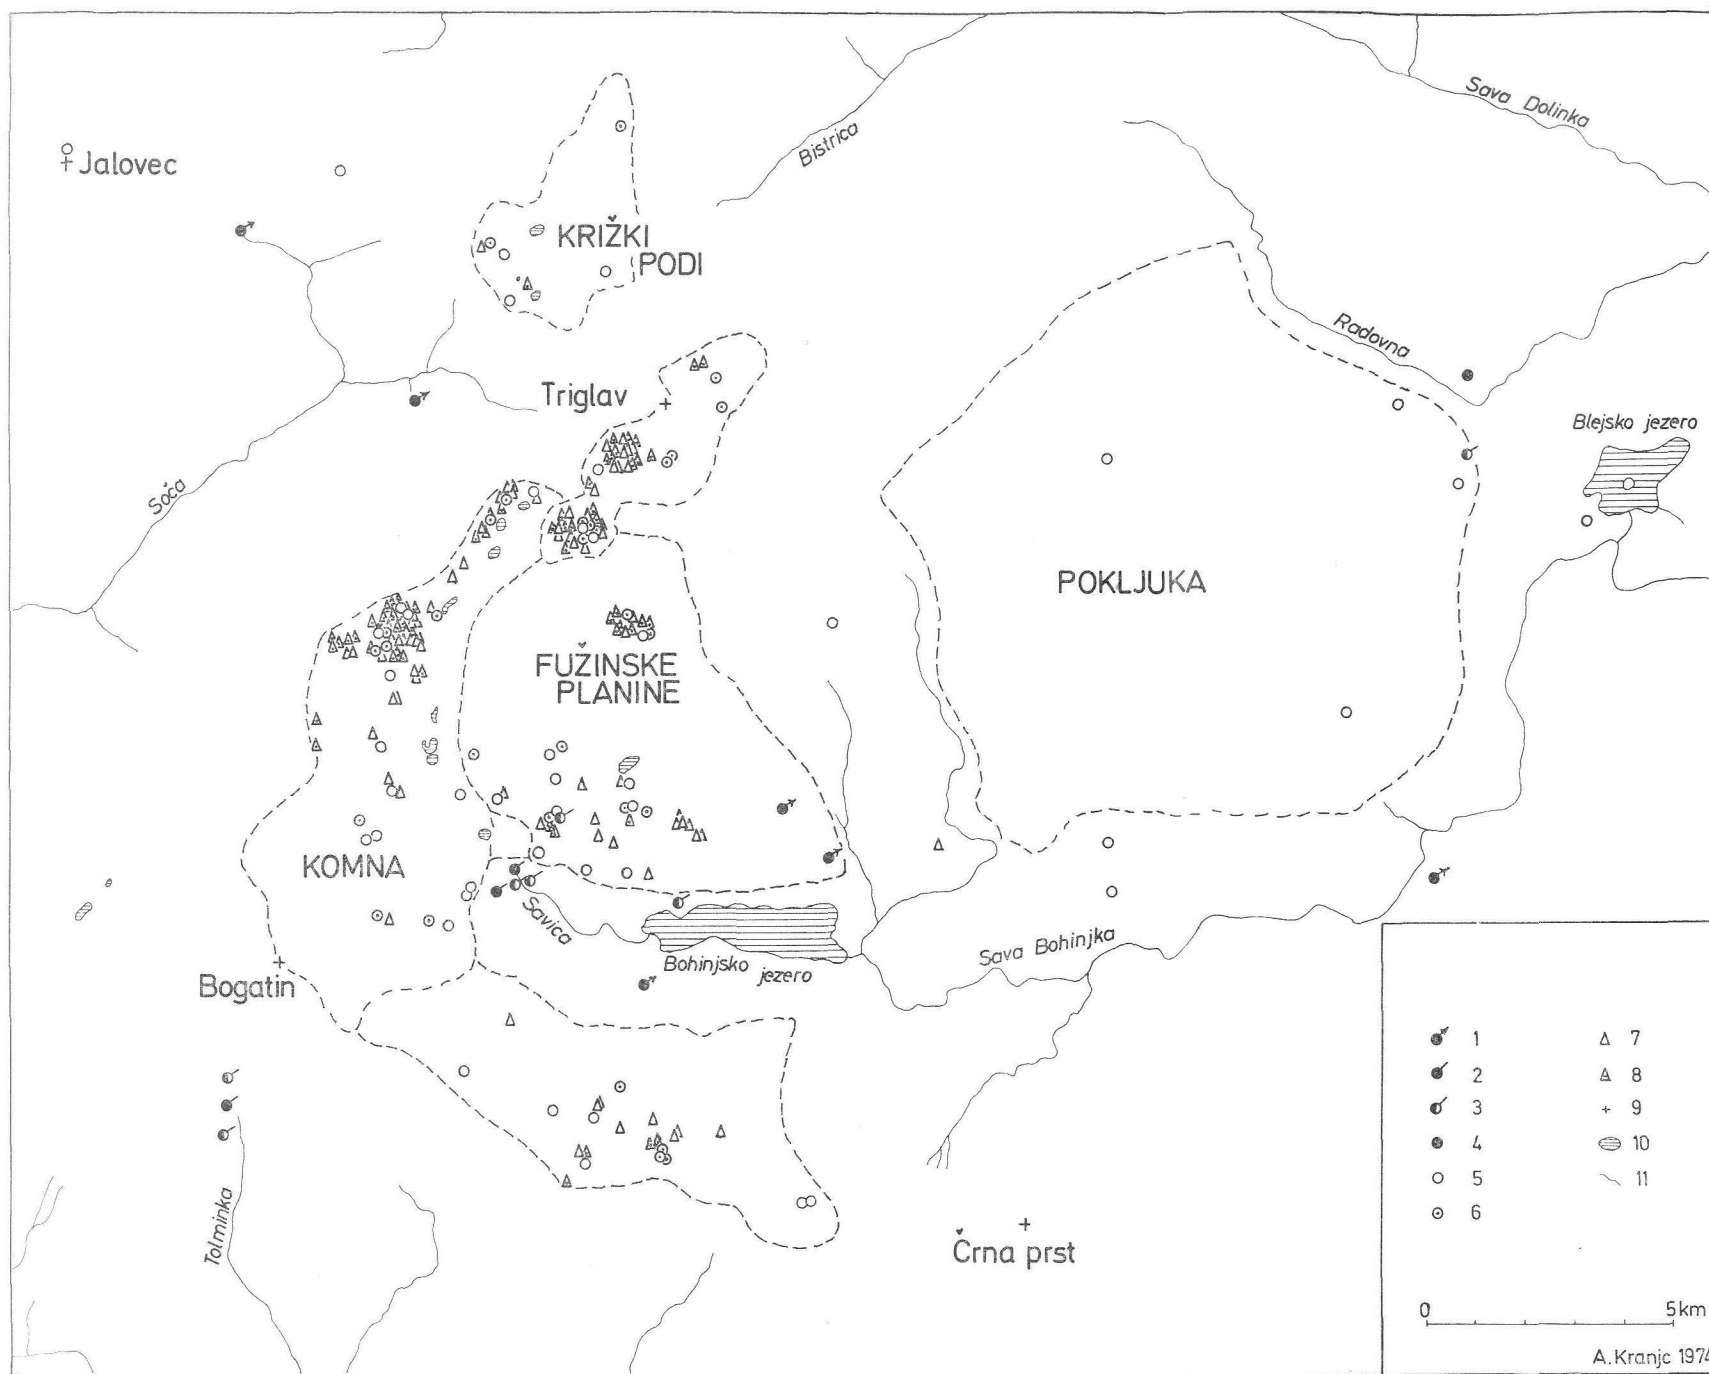 Sava Dolinka
Bistrica
Jalovec
KRIŽKI
PODI
Radovna
Triglav
Blejsko jezero
Soča
POKLJUKA
FUŽINSKE
PLANINE
KOMNA
Savica
Sava Bohinjka
Bohinjsko jezero
Bogatin
Tolminka
Črna prst
1
2
3
4
5
6
7
8
9
10
11
0 5km
A.Kranjc 1974